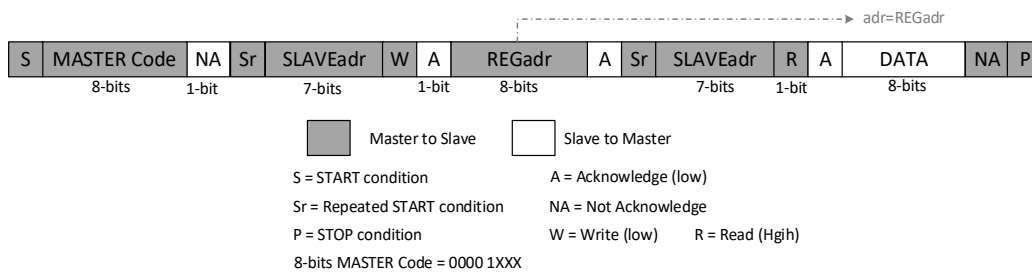 adr=REGadr
S MASTER Code NA Sr SLAVEadr W A REGadr A Sr SLAVEadr R A DATA NA P
8-bits 1-bit 7-bits 1-bit 8-bits 7-bits 1-bit 8-bits
Master to Slave Slave to Master
S = START condition A = Acknowledge (low)
Sr = Repeated START condition NA = Not Acknowledge
P = STOP condition W = Write (low) R = Read (Hgih)
8-bits MASTER Code = 0000 1XXX